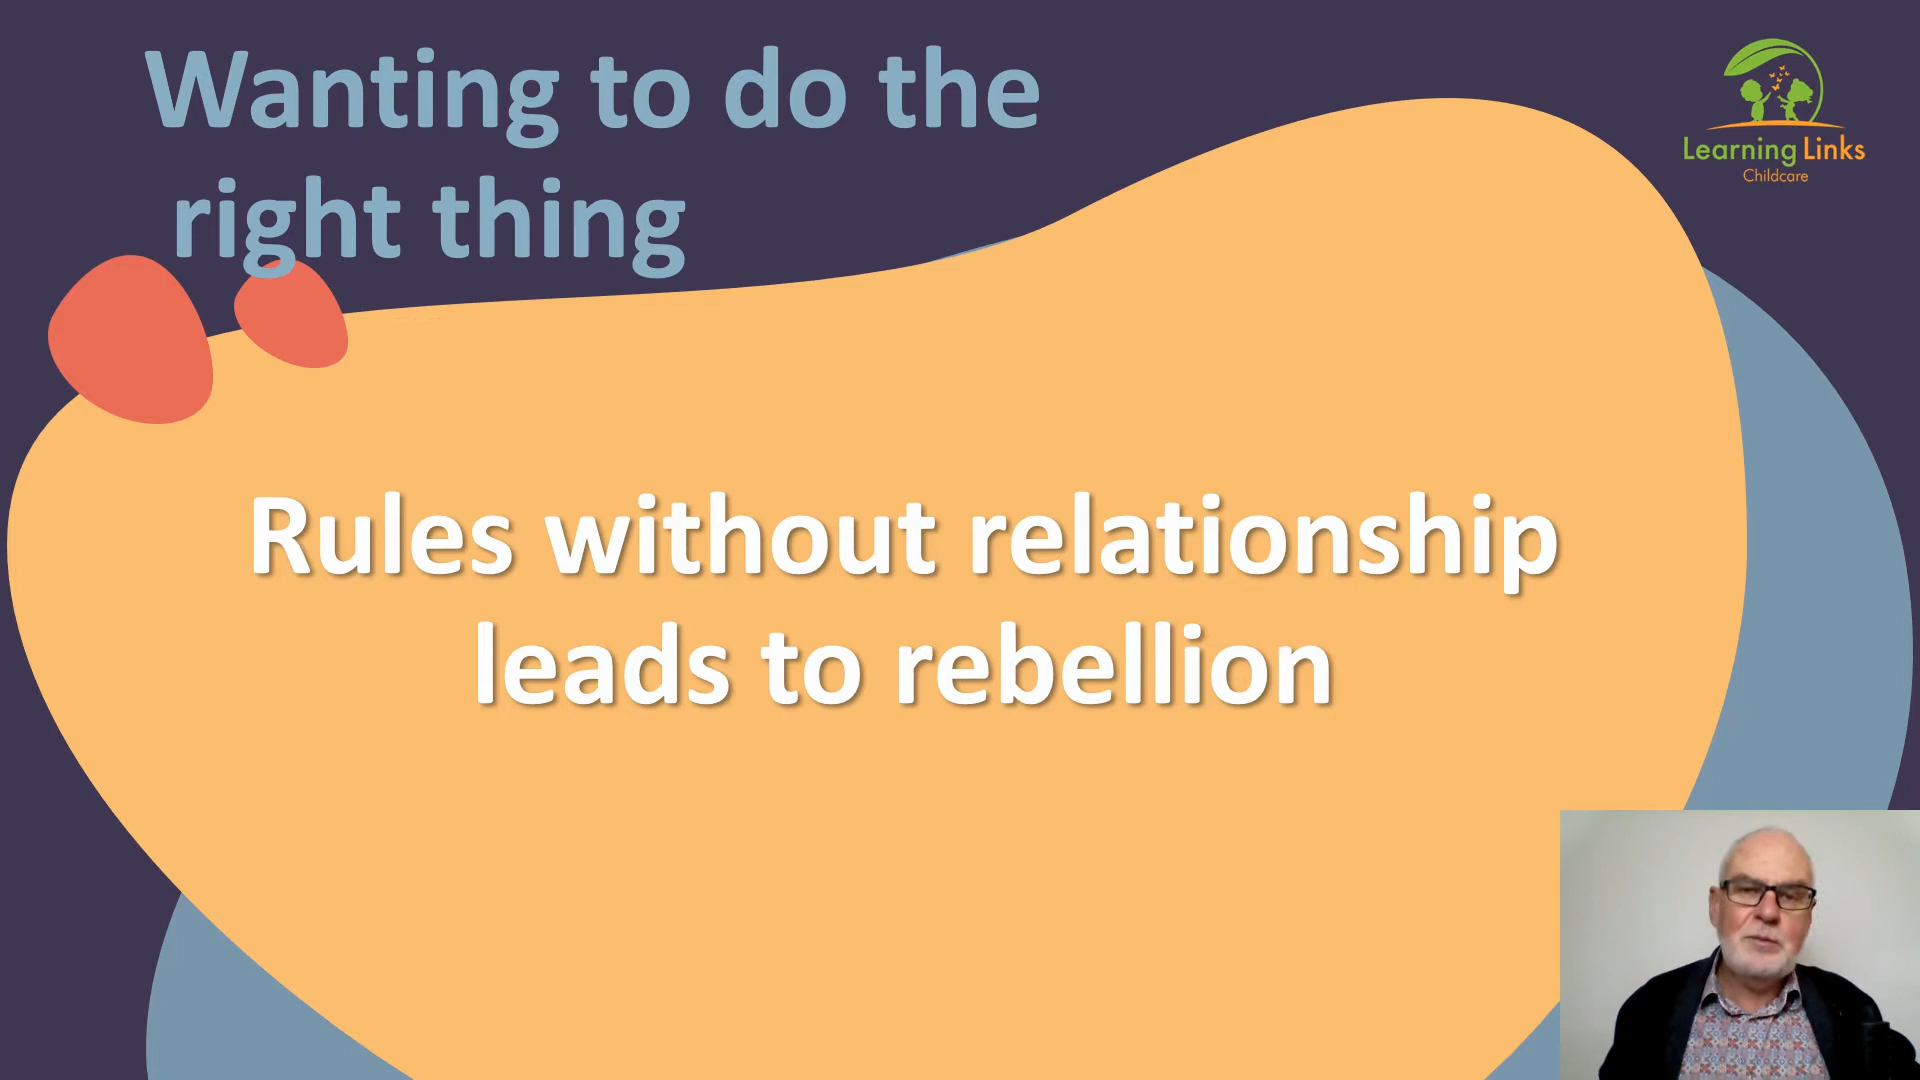 Wanting to do the
right thing
Learning Links
Childcare
Rules without relationship
leads to rebellion